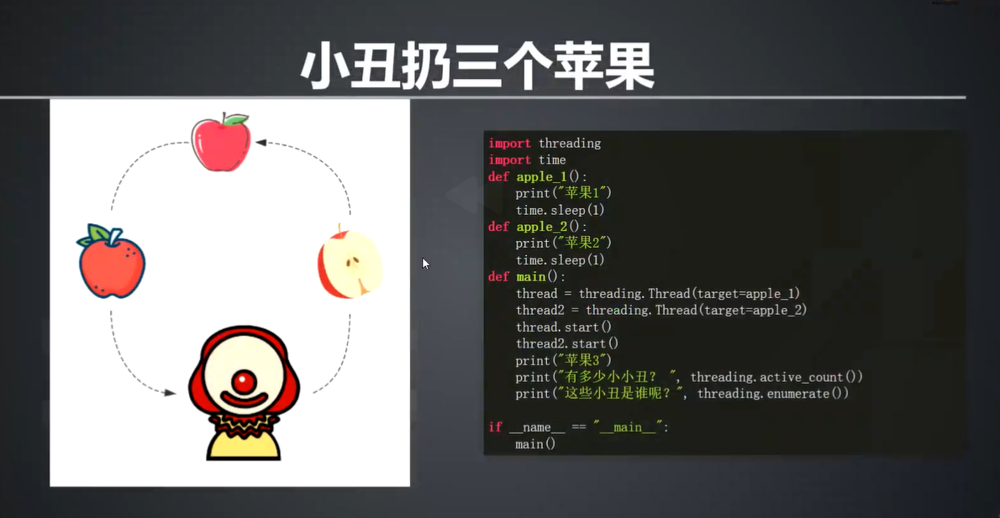 小丑扔三个苹果
import threading
import time
def apple_1():
    print("苹果1")
    time.sleep(1)
def apple_2():
    print("苹果2")
    time.sleep(1)
def main():
    thread = threading.Thread(target=apple_1)
    thread2 = threading.Thread(target=apple_2)
    thread.start()
    thread2.start()
    print("苹果3")
    print("有多少小小丑？ ", threading.active_count())
    print("这些小丑是谁呢？", threading.enumerate())
if __name__ == "__main__":
    main()